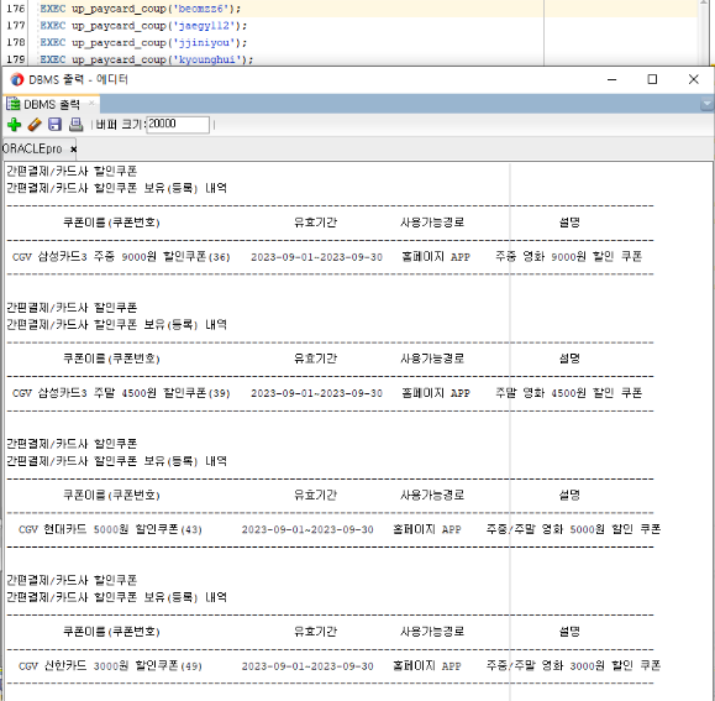 176 EXEC up_paycard_coup('beomzz6');
177 EXEC up_paycard_coup('jaegyl12');
178 EXEC up_paycard_coup('jjiniyou');
179 EXEC up_paycard_coup('kyounghui');
DBMS 출력 - 에디터
DBMS 출력
버퍼 크기: 20000
ORACLEpro
간편결제/카드사 할인쿠폰
간편결제/카드사 할인쿠폰 보유(등록) 내역
쿠폰이름(쿠폰번호) 유효기간 사용가능경로 설명
CGV 삼성카드3 주중 9000원 할인쿠폰(36) 2023-09-01~2023-09-30 홈페이지 APP 주중 영화 9000원 할인 쿠폰
간편결제/카드사 할인쿠폰
간편결제/카드사 할인쿠폰 보유(등록) 내역
쿠폰이름(쿠폰번호) 유효기간 사용가능경로 설명
CGV 삼성카드3 주말 4500원 할인쿠폰(39) 2023-09-01~2023-09-30 홈페이지 APP 주말 영화 4500원 할인 쿠폰
간편결제/카드사 할인쿠폰
간편결제/카드사 할인쿠폰 보유(등록) 내역
쿠폰이름(쿠폰번호) 유효기간 사용가능경로 설명
CGV 현대카드 5000원 할인쿠폰(43) 2023-09-01~2023-09-30 홈페이지 APP 주중/주말 영화 5000원 할인 쿠폰
간편결제/카드사 할인쿠폰
간편결제/카드사 할인쿠폰 보유(등록) 내역
쿠폰이름(쿠폰번호) 유효기간 사용가능경로 설명
CGV 신한카드 3000원 할인쿠폰(49) 2023-09-01~2023-09-30 홈페이지 APP 주중/주말 영화 3000원 할인 쿠폰